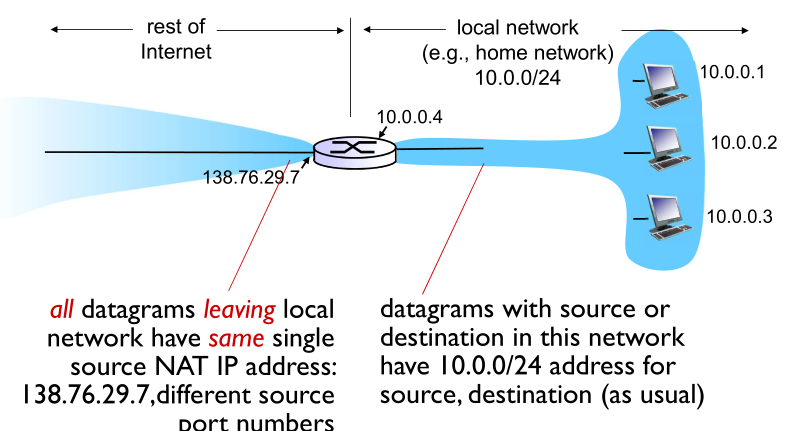 rest of
Internet
local network
(e.g., home network)
10.0.0/24
10.0.0.1
10.0.0.4
10.0.0.2
138.76.29.7
10.0.0.3
all datagrams leaving local
network have same single
source NAT IP address:
138.76.29.7,different source
port numbers
datagrams with source or
destination in this network
have 10.0.0/24 address for
source, destination (as usual)